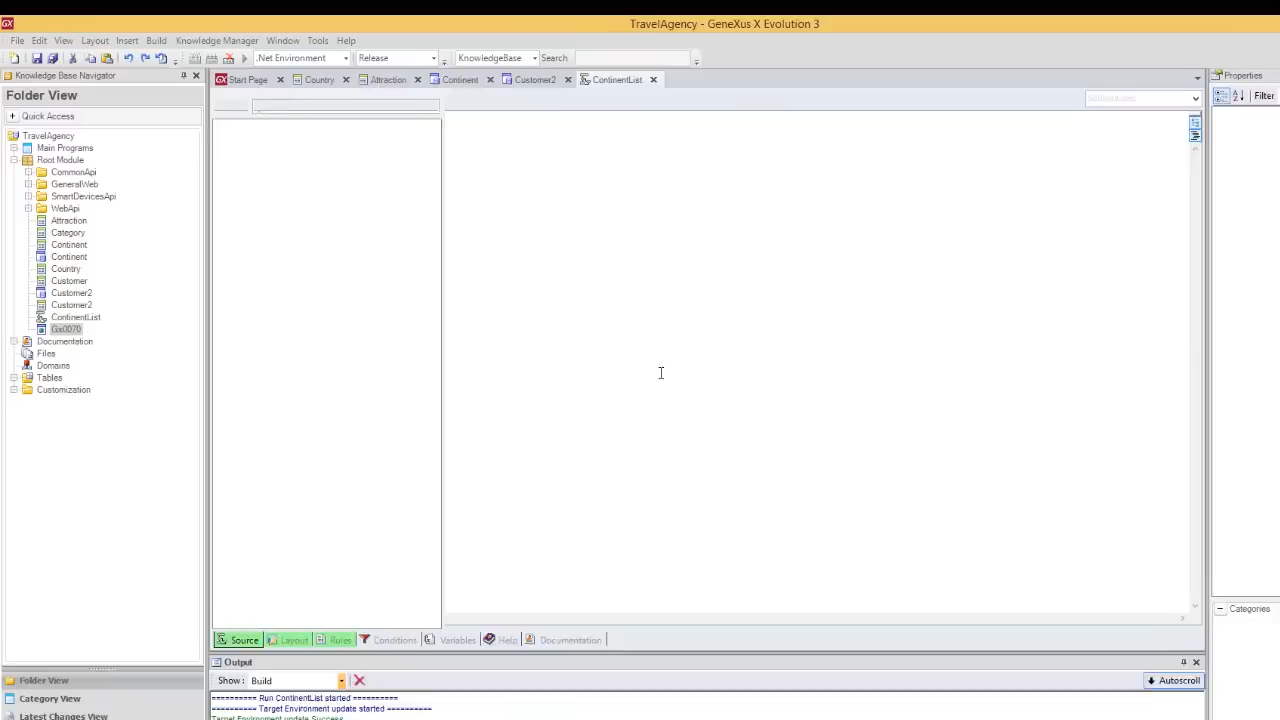 TravelAgency - GeneXus X Evolution 3
File Edit View Layout Insert Build Knowledge Manager Window Tools Help
.Net Environment Release KnowledgeBase Search
Knowledge Base Navigator
Start Page Country Attraction Continent Customer2 ContinentList
Properties
Folder View
Filter
Quick Access
TravelAgency
Main Programs
Root Module
CommonApi
GeneralWeb
SmartDevicesApi
WebApi
Attraction
Category
Continent
Continent
Country
Customer
Customer2
Customer2
ContinentList
Gx0070
Documentation
Files
Domains
Tables
Customization
Categories
Source Layout Rules Conditions Variables Help Documentation
Output
Show: Build Autoscroll
========== Run ContinentList started ==========
========== Target Environment update started ==========
Target Environment update Success
Folder View
Category View
Latest Changes View